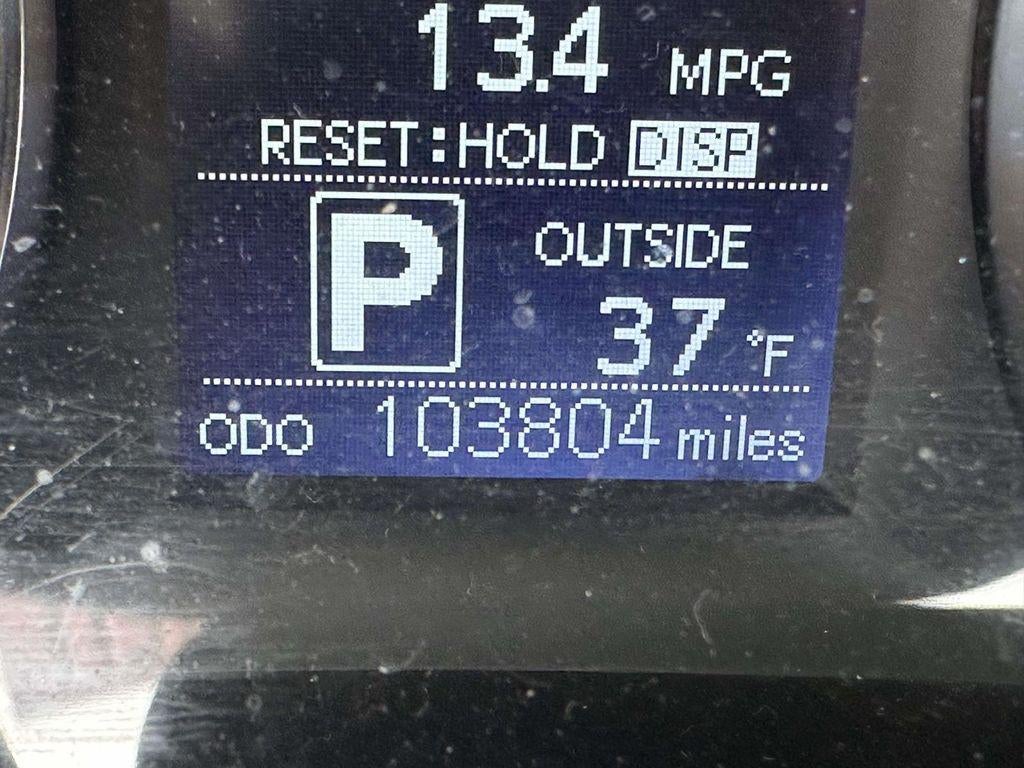 13.4 MPG
RESET:HOLD DISP
P
OUTSIDE
37 °F
ODO 103804 miles